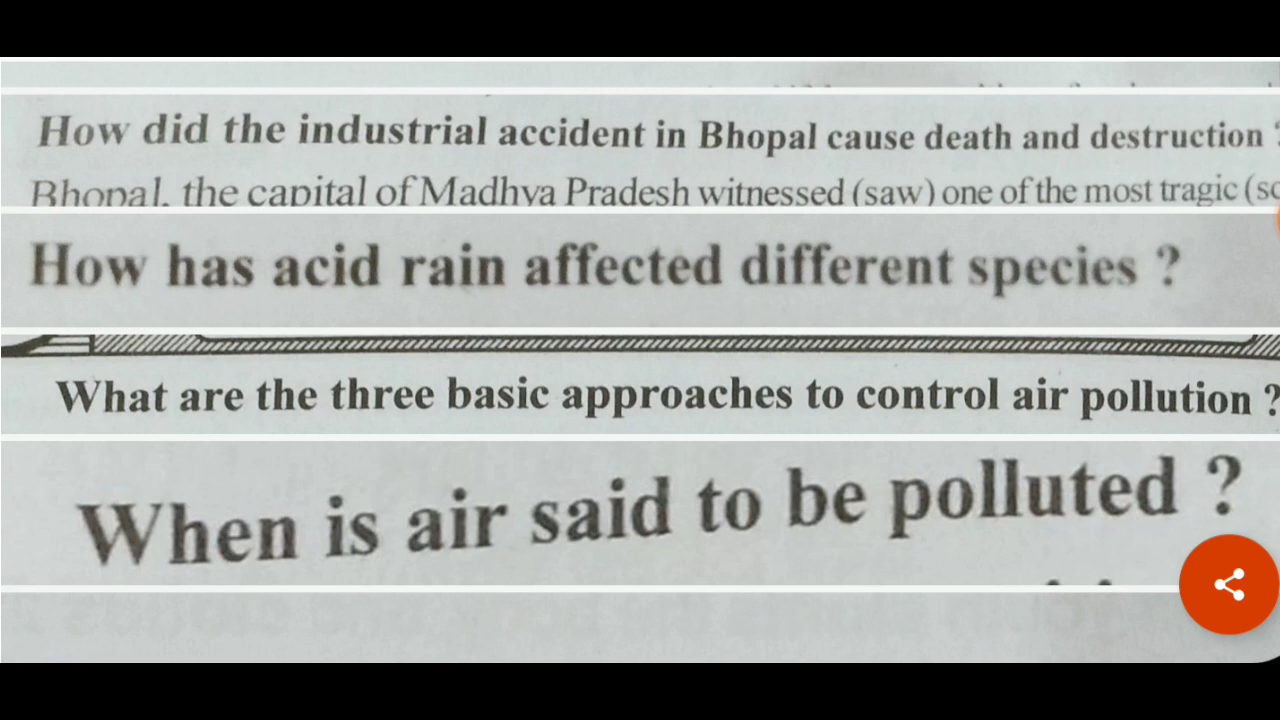 How did the industrial accident in Bhopal cause death and destruction
Bhopal, the capital of Madhya Pradesh witnessed (saw) one of the most tragic
How has acid rain affected different species ?
What are the three basic approaches to control air pollution ?
When is air said to be polluted ?